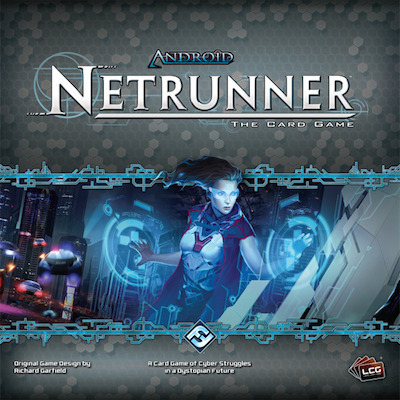 ANDROID
NETRUNNER
THE CARD GAME
Original Game Design by
Richard Garfield
A Card Game of Cyber Struggles
in a Dystopian Future
LCG